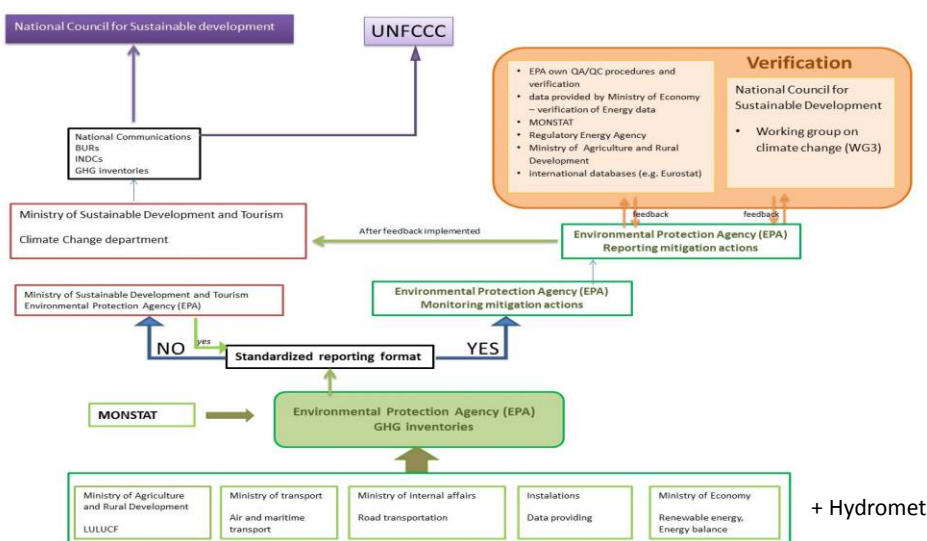 National Council for Sustainable development
UNFCCC
Verification
• EPA own QA/QC procedures and
verification
• data provided by Ministry of Economy
– verification of Energy data
• MONSTAT
• Regulatory Energy Agency
• Ministry of Agriculture and Rural
Development
• international databases (e.g. Eurostat)
National Council for
Sustainable Development
• Working group on
climate change (WG3)
National Communications
BURs
INDCs
GHG inventories
feedback
feedback
Ministry of Sustainable Development and Tourism
Climate Change department
After feedback implemented
Environmental Protection Agency (EPA)
Reporting mitigation actions
Ministry of Sustainable Development and Tourism
Environmental Protection Agency (EPA)
Environmental Protection Agency (EPA)
Monitoring mitigation actions
NO
yes
Standardized reporting format
YES
MONSTAT
Environmental Protection Agency (EPA)
GHG inventories
Ministry of Agriculture
and Rural Development
LULUCF
Ministry of transport
Air and maritime
transport
Ministry of internal affairs
Road transportation
Instalations
Data providing
Ministry of Economy
Renewable energy,
Energy balance
+ Hydromet